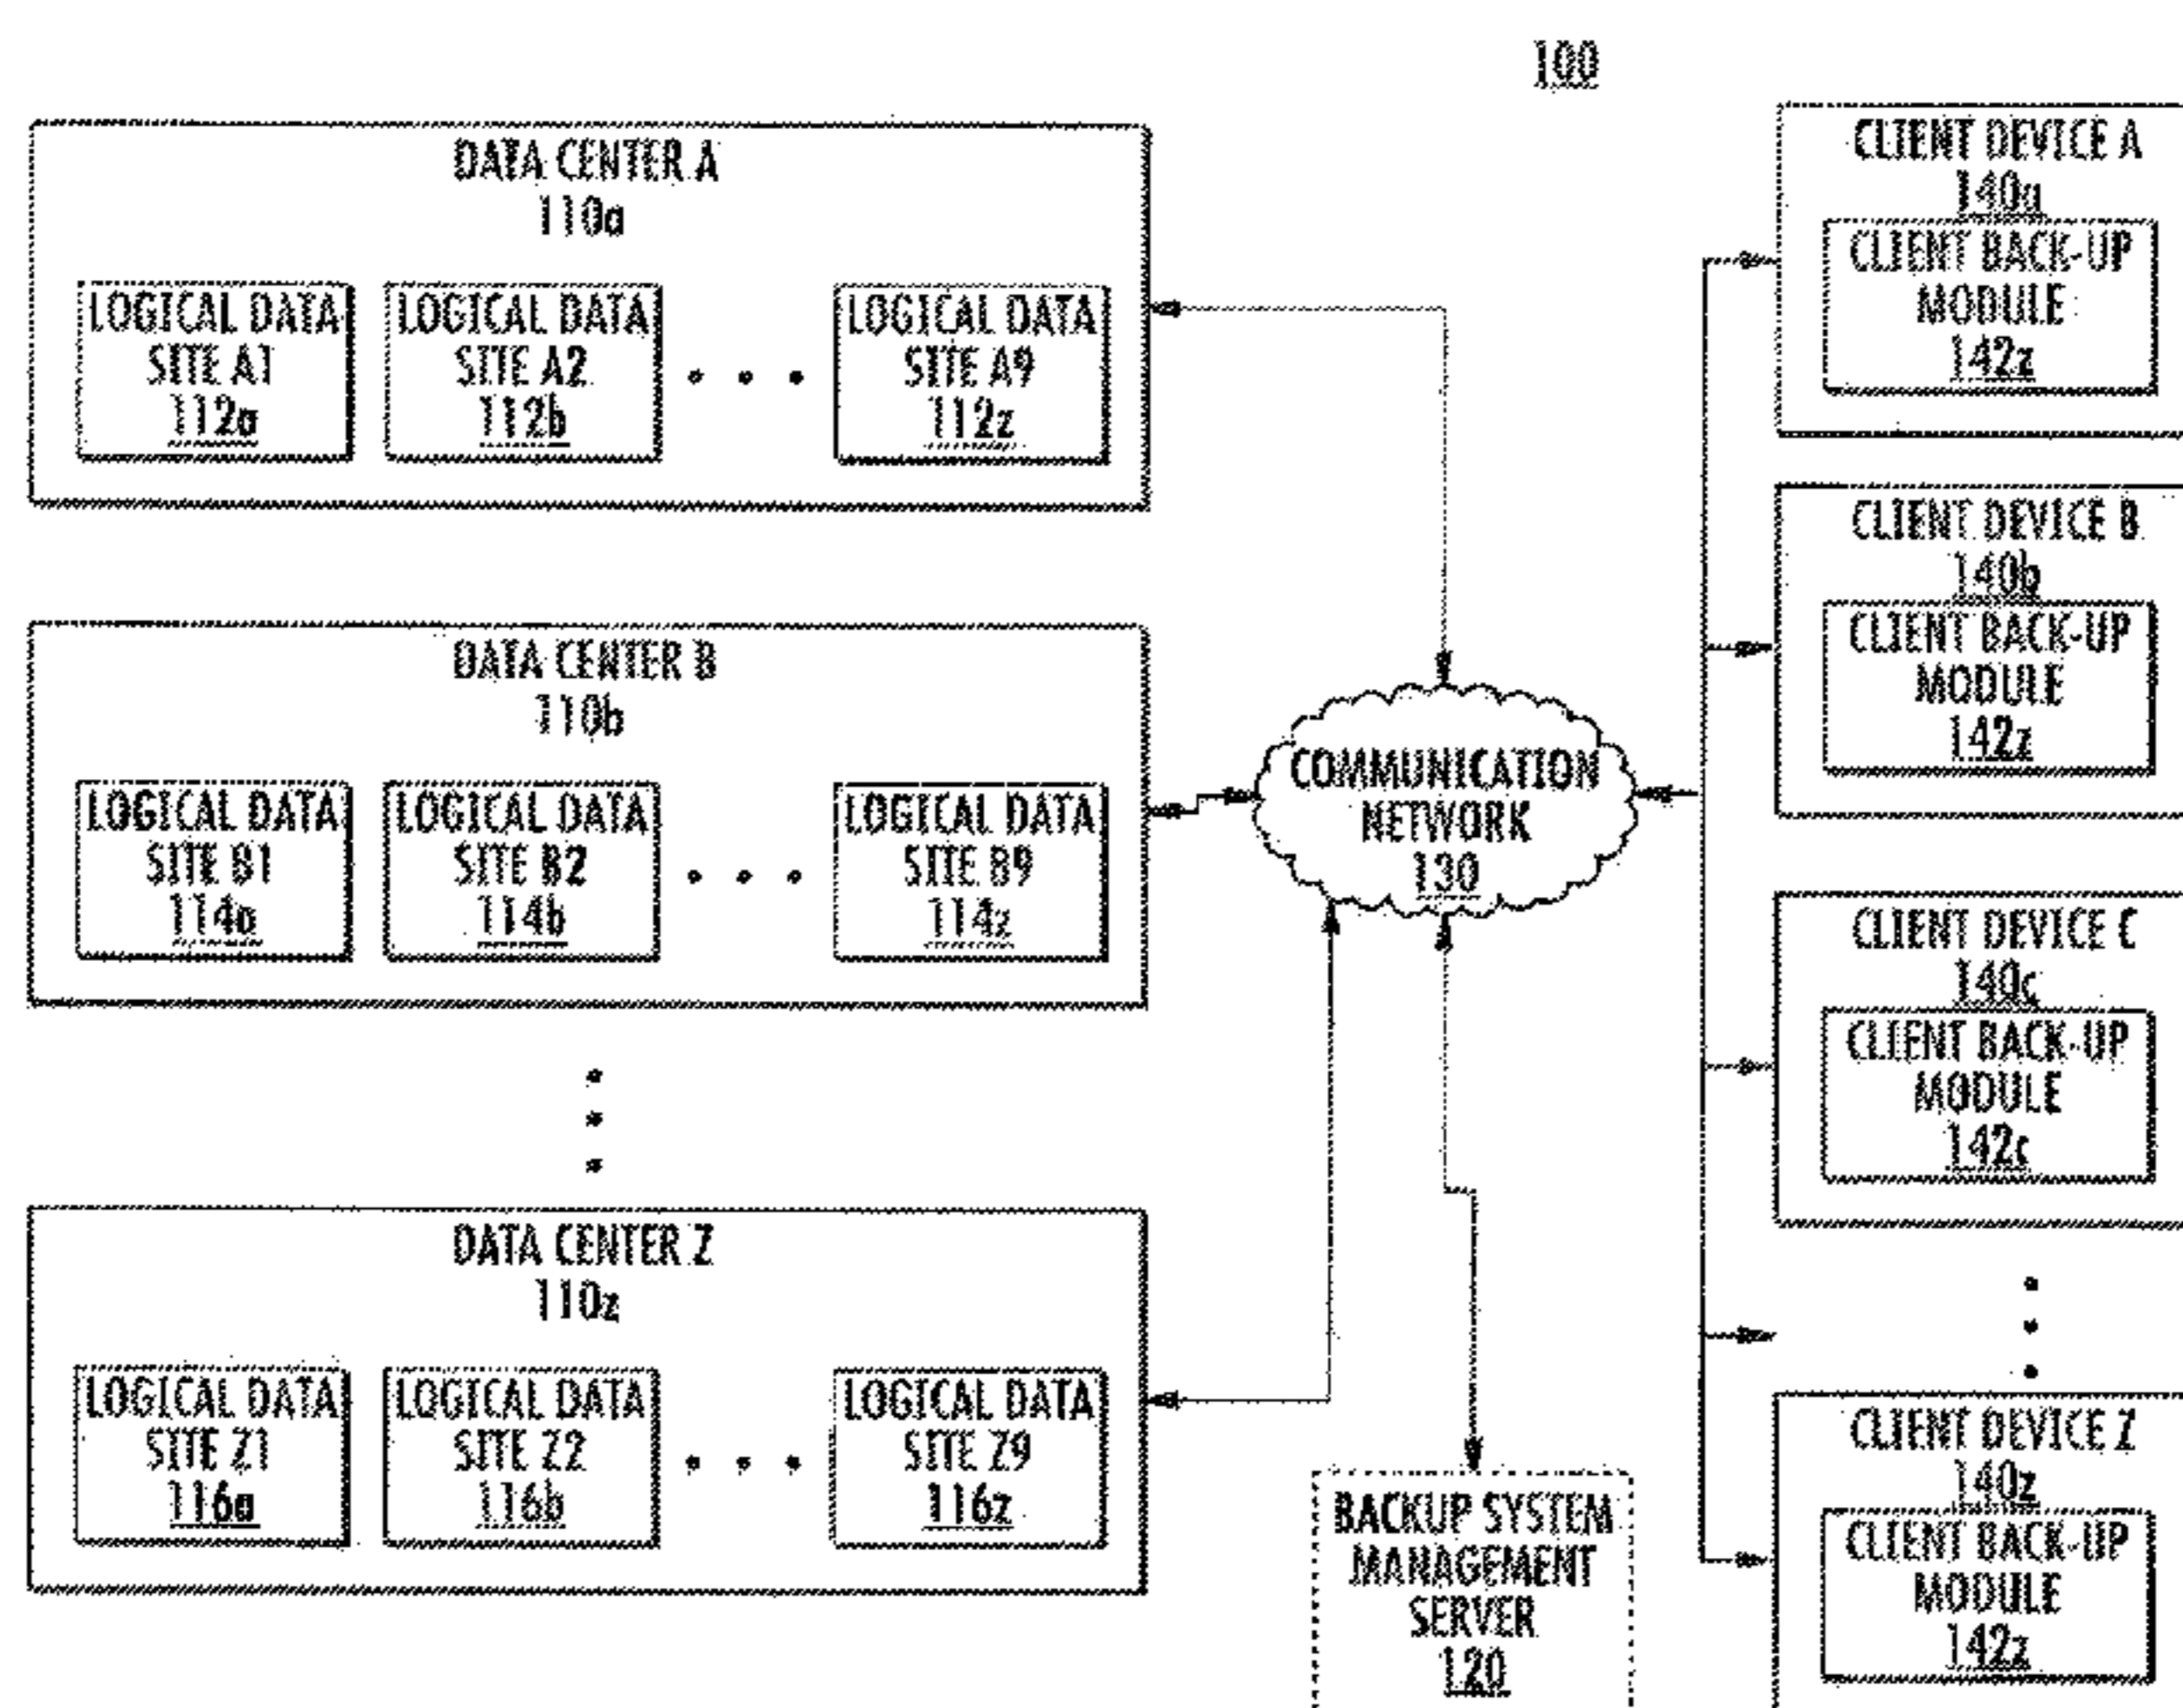 100
DATA CENTER A
110a
LOGICAL DATA
SITE A1
112a
LOGICAL DATA
SITE A2
112b
LOGICAL DATA
SITE A9
112z
DATA CENTER B
110b
LOGICAL DATA
SITE B1
114a
LOGICAL DATA
SITE B2
114b
LOGICAL DATA
SITE B9
114z
DATA CENTER Z
110z
LOGICAL DATA
SITE Z1
116a
LOGICAL DATA
SITE Z2
116b
LOGICAL DATA
SITE Z9
116z
COMMUNICATION
NETWORK
130
BACKUP SYSTEM
MANAGEMENT
SERVER
120
CLIENT DEVICE A
140a
CLIENT BACK-UP
MODULE
142z
CLIENT DEVICE B
140b
CLIENT BACK-UP
MODULE
142z
CLIENT DEVICE C
140c
CLIENT BACK-UP
MODULE
142c
CLIENT DEVICE Z
140z
CLIENT BACK-UP
MODULE
142z